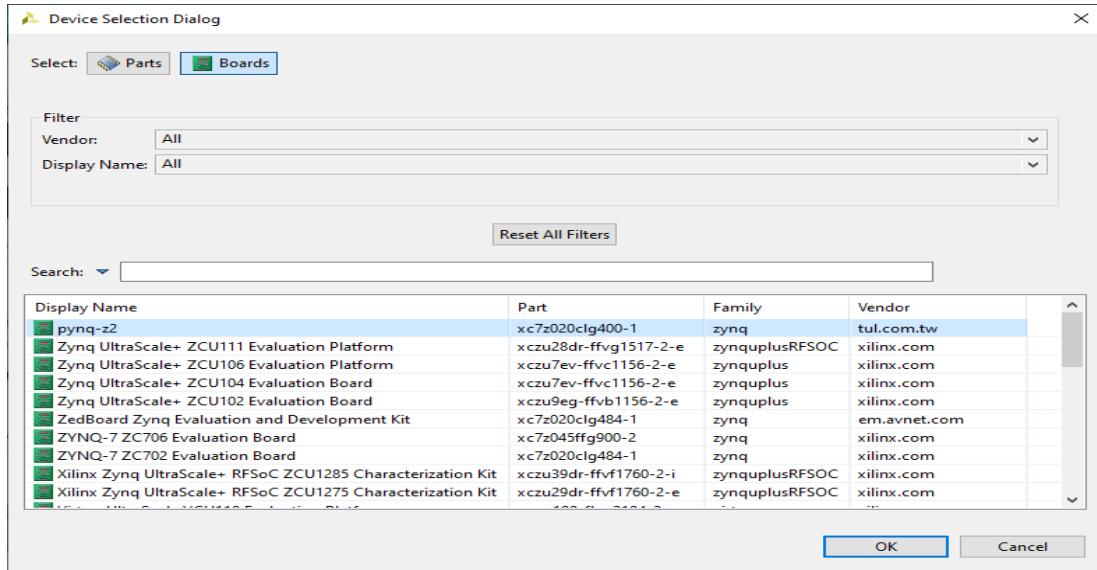 Device Selection Dialog
Select: Parts Boards
Filter
Vendor: All
Display Name: All
Reset All Filters
Search:
Display Name Part Family Vendor
pynq-z2 xc7z020clg400-1 zynq tul.com.tw
Zynq UltraScale+ ZCU111 Evaluation Platform xczu28dr-ffvg1517-2-e zynquplusRFSOC xilinx.com
Zynq UltraScale+ ZCU106 Evaluation Platform xczu7ev-ffvc1156-2-e zynquplus xilinx.com
Zynq UltraScale+ ZCU104 Evaluation Board xczu7ev-ffvc1156-2-e zynquplus xilinx.com
Zynq UltraScale+ ZCU102 Evaluation Board xczu9eg-ffvb1156-2-e zynquplus xilinx.com
ZedBoard Zynq Evaluation and Development Kit xc7z020clg484-1 zynq em.avnet.com
ZYNQ-7 ZC706 Evaluation Board xc7z045ffg900-2 zynq xilinx.com
ZYNQ-7 ZC702 Evaluation Board xc7z020clg484-1 zynq xilinx.com
Xilinx Zynq UltraScale+ RFSoC ZCU1285 Characterization Kit xczu39dr-ffvf1760-2-i zynquplusRFSOC xilinx.com
Xilinx Zynq UltraScale+ RFSoC ZCU1275 Characterization Kit xczu29dr-ffvf1760-2-e zynquplusRFSOC xilinx.com
OK Cancel